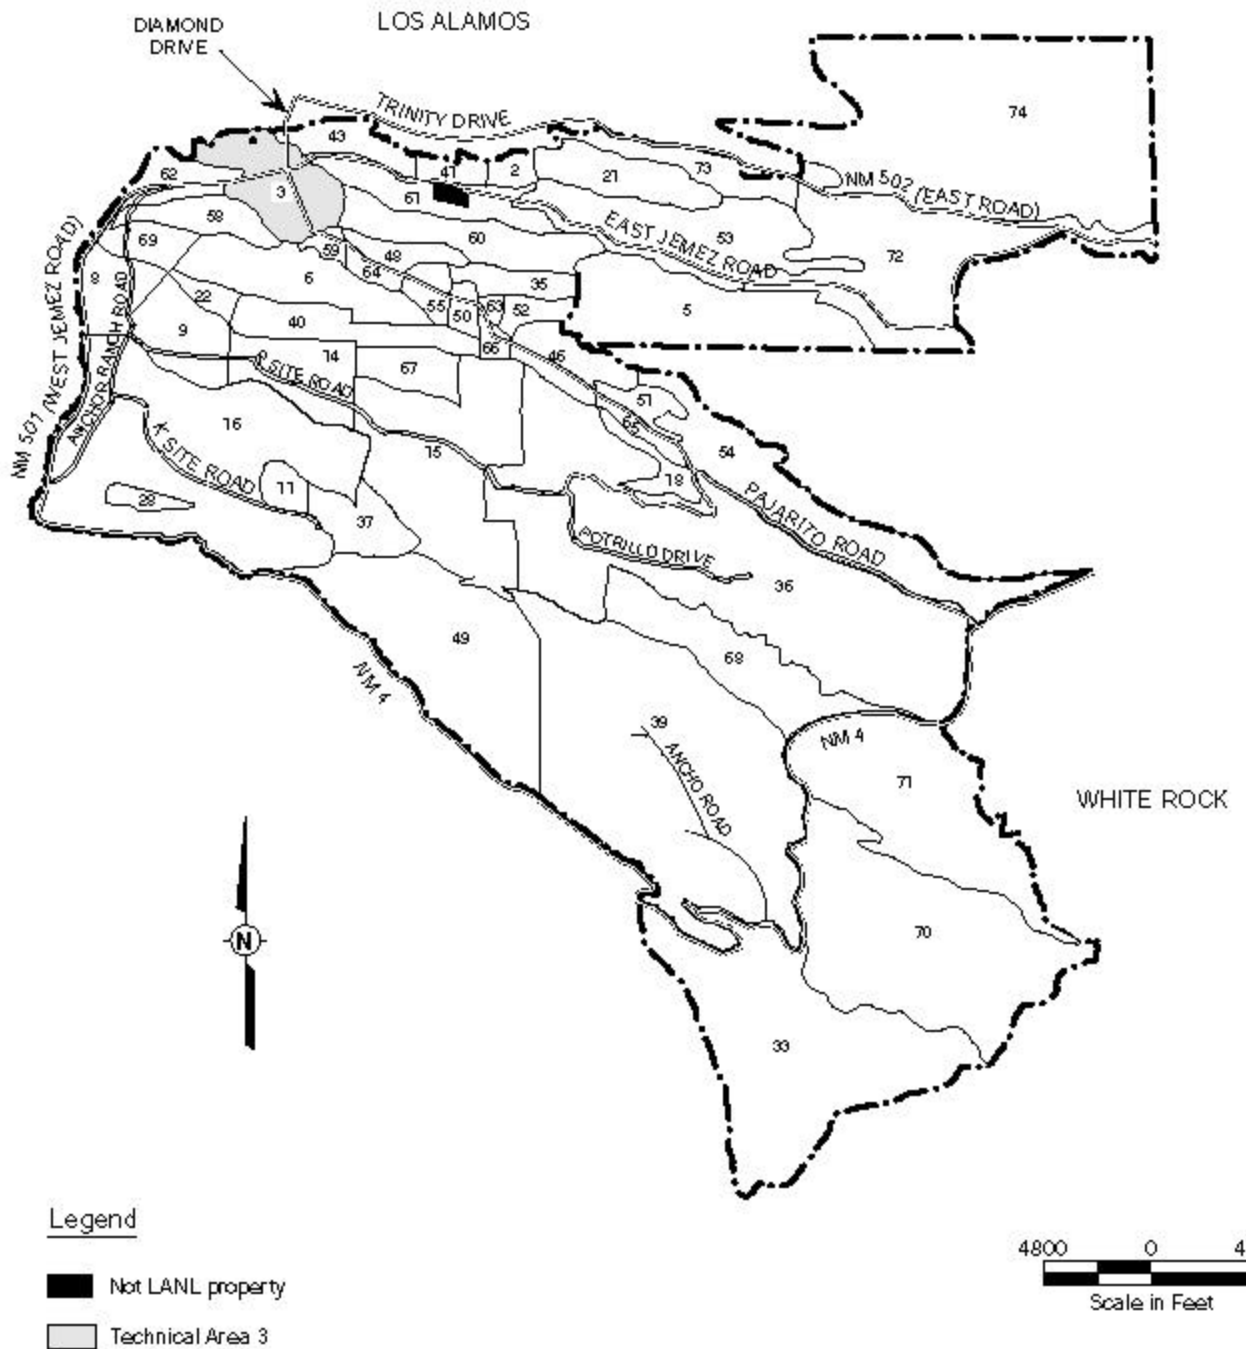 DIAMOND
DRIVE
LOS ALAMOS
TRINITY DRIVE
74
43
73
NM 502 (EAST ROAD)
62
41
2
21
3
61
58
EAST JEMEZ ROAD
53
72
69
59
48
60
8
6
64
35
22
55
50
63
52
5
9
40
66
46
14
67
R SITE ROAD
NM 501 (WEST JEMEZ ROAD)
ANCHOR RANCH ROAD
51
16
65
15
54
K SITE ROAD
11
18
28
37
PAJARITO ROAD
POTRILLO DRIVE
36
49
68
NM 4
39
NM 4
ANCHO ROAD
71
WHITE ROCK
70
N
33
Legend
4800 0 4
Not LANL property
Scale in Feet
Technical Area 3